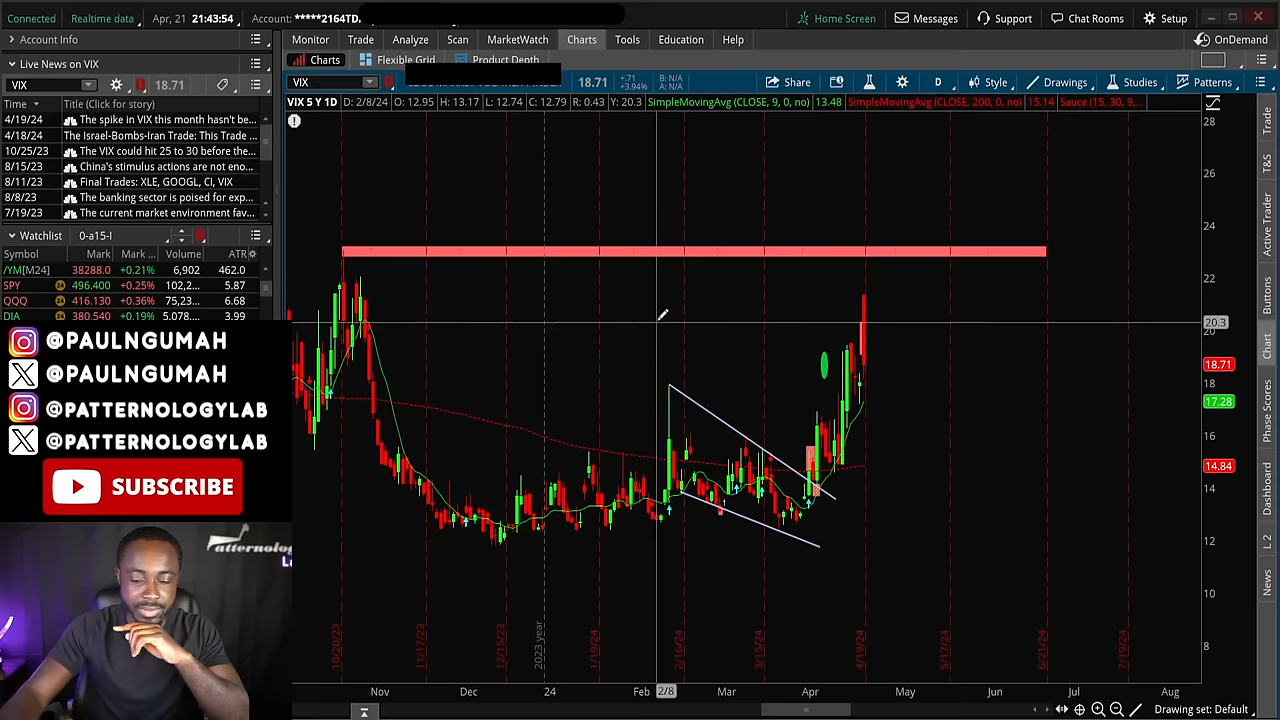 Connected Realtime data Apr, 21 21:43:54 Account: *****2164TD Home Screen Messages Support Chat Rooms Setup
Account Info Monitor Trade Analyze Scan MarketWatch Charts Tools Education Help OnDemand
Live News on VIX Charts Flexible Grid Product Depth
VIX 18.71 VIX 18.71 +.71 +3.94% B: N/A A: N/A Share D Style Drawings Studies Patterns
Time Title (Click for story)
VIX 5 Y 1D D: 2/8/24 O: 12.95 H: 13.17 L: 12.74 C: 12.79 R: 0.43 Y: 20.3 SimpleMovingAvg (CLOSE, 9, 0, no) 13.48 SimpleMovingAvg (CLOSE, 200, 0, no) 15.14 Sauce (15, 30, 9,...
4/19/24 The spike in VIX this month hasn't be...
4/18/24 The Israel-Bombs-Iran Trade: This Trade ...
10/25/23 The VIX could hit 25 to 30 before the...
8/15/23 China's stimulus actions are not eno...
8/11/23 Final Trades: XLE, GOOGL, CI, VIX
8/8/23 The banking sector is poised for exp...
7/19/23 The current market environment fav...
Watchlist 0-a15-!
Symbol Mark Mark ... Volume ATR
/YM[M24] 38288.0 +0.21% 6,902 462.0
SPY 24 496.400 +0.25% 102,2... 5.87
QQQ 24 416.130 +0.36% 75,23... 6.68
DIA 24 380.540 +0.19% 5,078.... 3.99
@PAULNGUMAH
@PAULNGUMAH
@PATTERNOLOGYLAB
@PATTERNOLOGYLAB
SUBSCRIBE
28
26
24
22
20.3
20
18.71
18
17.28
16
14.84
14
12
10
8
10/20/23
11/17/23
12/15/23
2023 year
1/19/24
2/16/24
3/15/24
4/19/24
5/17/24
6/21/24
7/19/24
Nov Dec 24 Feb 2/8 Mar Apr May Jun Jul Aug
Drawing set: Default
Trade
T&S
Active Trader
Buttons
Chart
Phase Scores
Dashboard
L 2
News